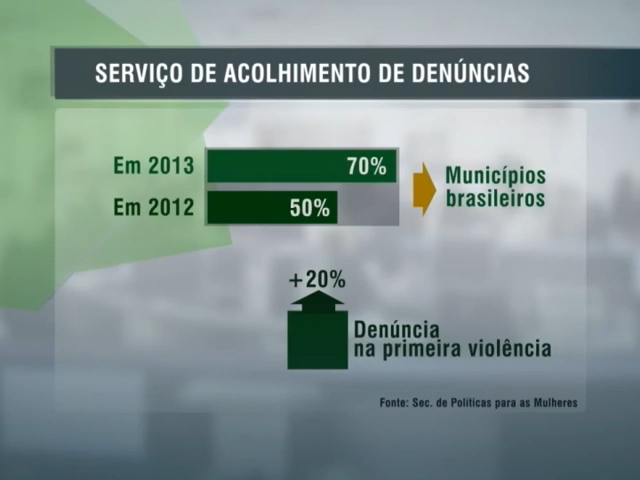 SERVIÇO DE ACOLHIMENTO DE DENÚNCIAS
Em 2013 70%
Em 2012 50%
Municípios
brasileiros
+20%
Denúncia
na primeira violência
Fonte: Sec. de Políticas para as Mulheres